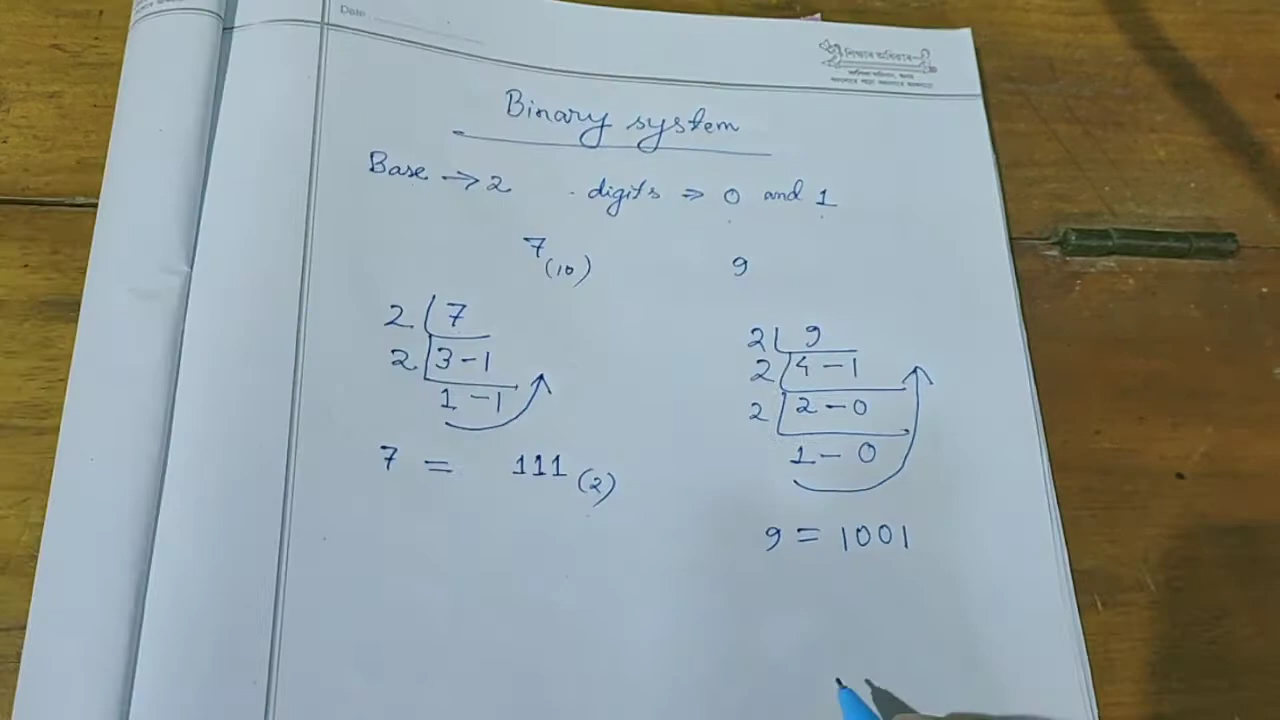 Date
শিক্ষাৰ অধিকাৰ
Binary system
Base → 2 . digits ⇒ 0 and 1
7(10) 9
2 7
2 3 - 1
1 - 1
7 = 111(2)
2 9
2 4 - 1
2 2 - 0
1 - 0
9 = 1001